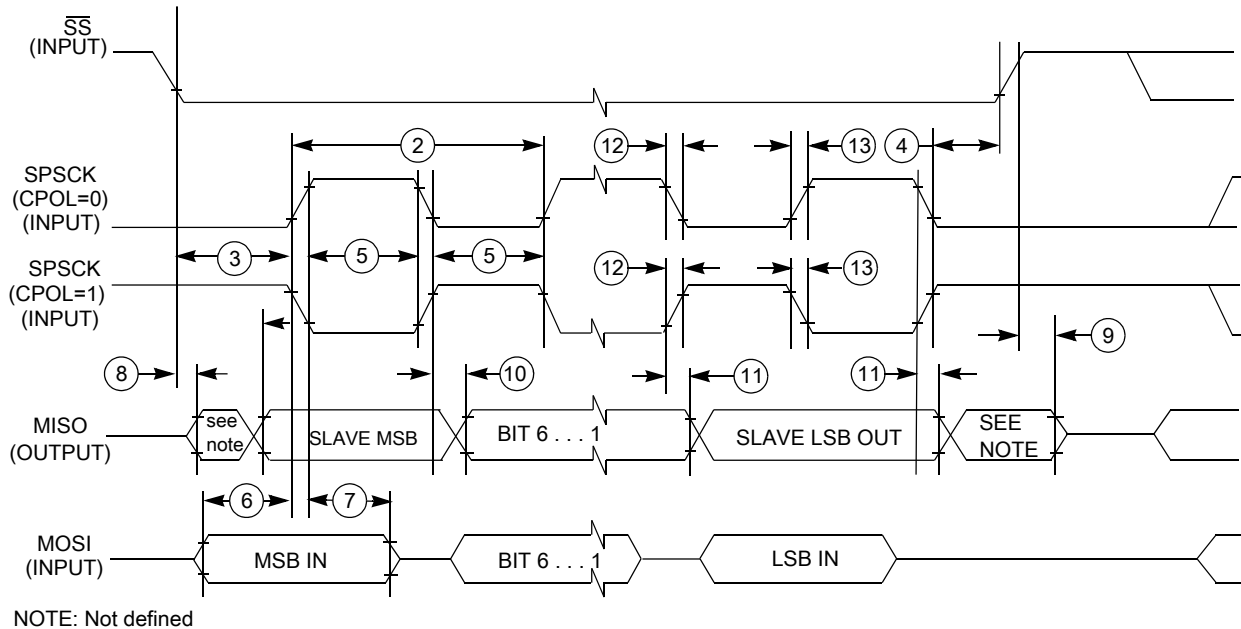 SS
(INPUT)
2
12
13
4
SPSCK
(CPOL=0)
(INPUT)
3
5
5
SPSCK
(CPOL=1)
(INPUT)
12
13
8
10
11
11
9
MISO
(OUTPUT)
see
note
SLAVE MSB
BIT 6 . . . 1
SLAVE LSB OUT
SEE
NOTE
6
7
MOSI
(INPUT)
MSB IN
BIT 6 . . . 1
LSB IN
NOTE: Not defined